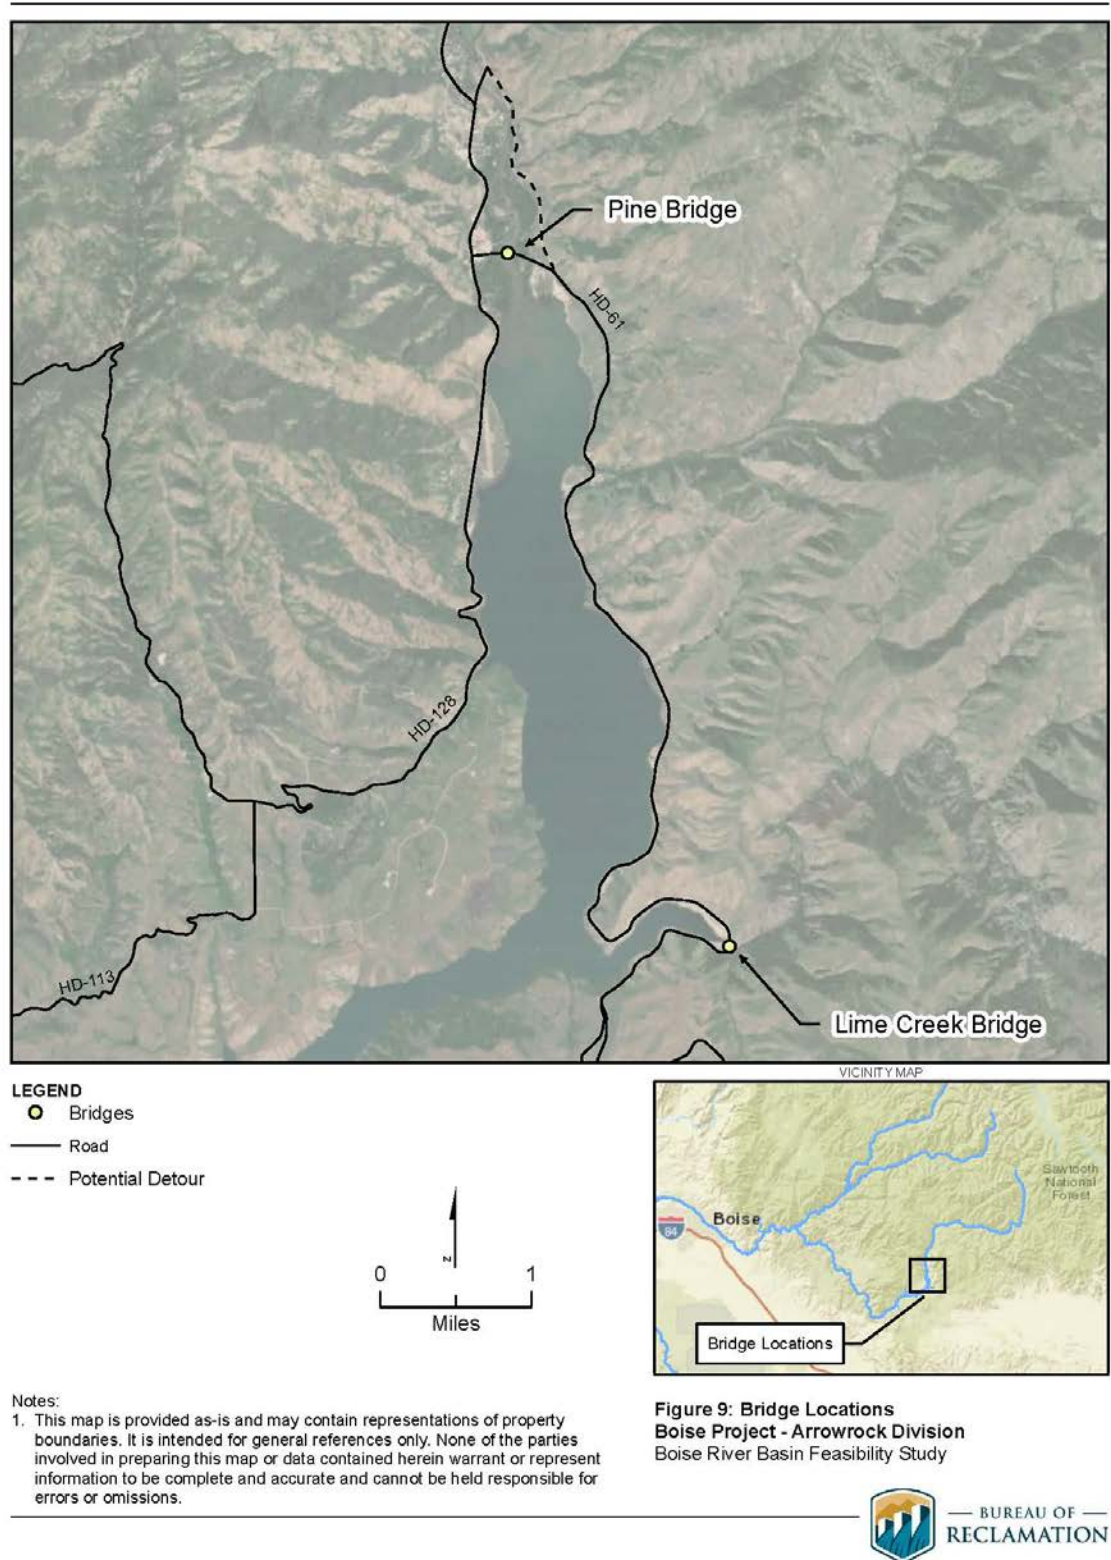 Pine Bridge
HD-61
HD-128
HD-113
Lime Creek Bridge
LEGEND
Bridges
Road
Potential Detour
N
0 1
Miles
VICINITY MAP
Sawtooth
National
Forest
Boise
84
Bridge Locations
Notes:
1. This map is provided as-is and may contain representations of property
boundaries. It is intended for general references only. None of the parties
involved in preparing this map or data contained herein warrant or represent
information to be complete and accurate and cannot be held responsible for
errors or omissions.
Figure 9: Bridge Locations
Boise Project - Arrowrock Division
Boise River Basin Feasibility Study
BUREAU OF
RECLAMATION